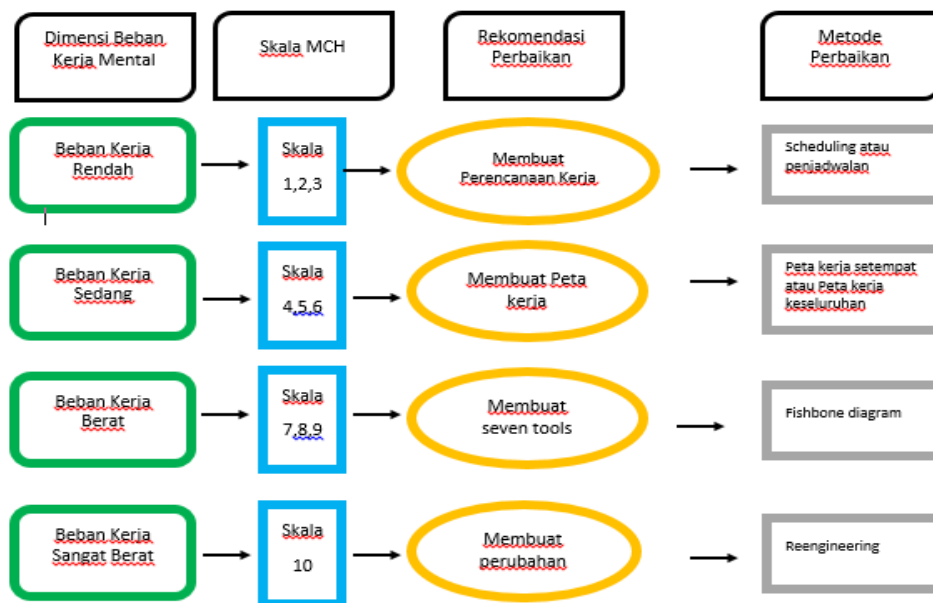 Dimensi Beban
Kerja Mental
Skala MCH
Rekomendasi
Perbaikan
Metode
Perbaikan
Beban Kerja
Rendah
Skala
1,2,3
Membuat
Perencanaan Kerja
Scheduling atau
penjadwalan
Beban Kerja
Sedang
Skala
4,5,6
Membuat Peta
kerja
Peta kerja setempat
atau Peta kerja
keseluruhan
Beban Kerja
Berat
Skala
7,8,9
Membuat
seven tools
Fishbone diagram
Beban Kerja
Sangat Berat
Skala
10
Membuat
perubahan
Reengineering